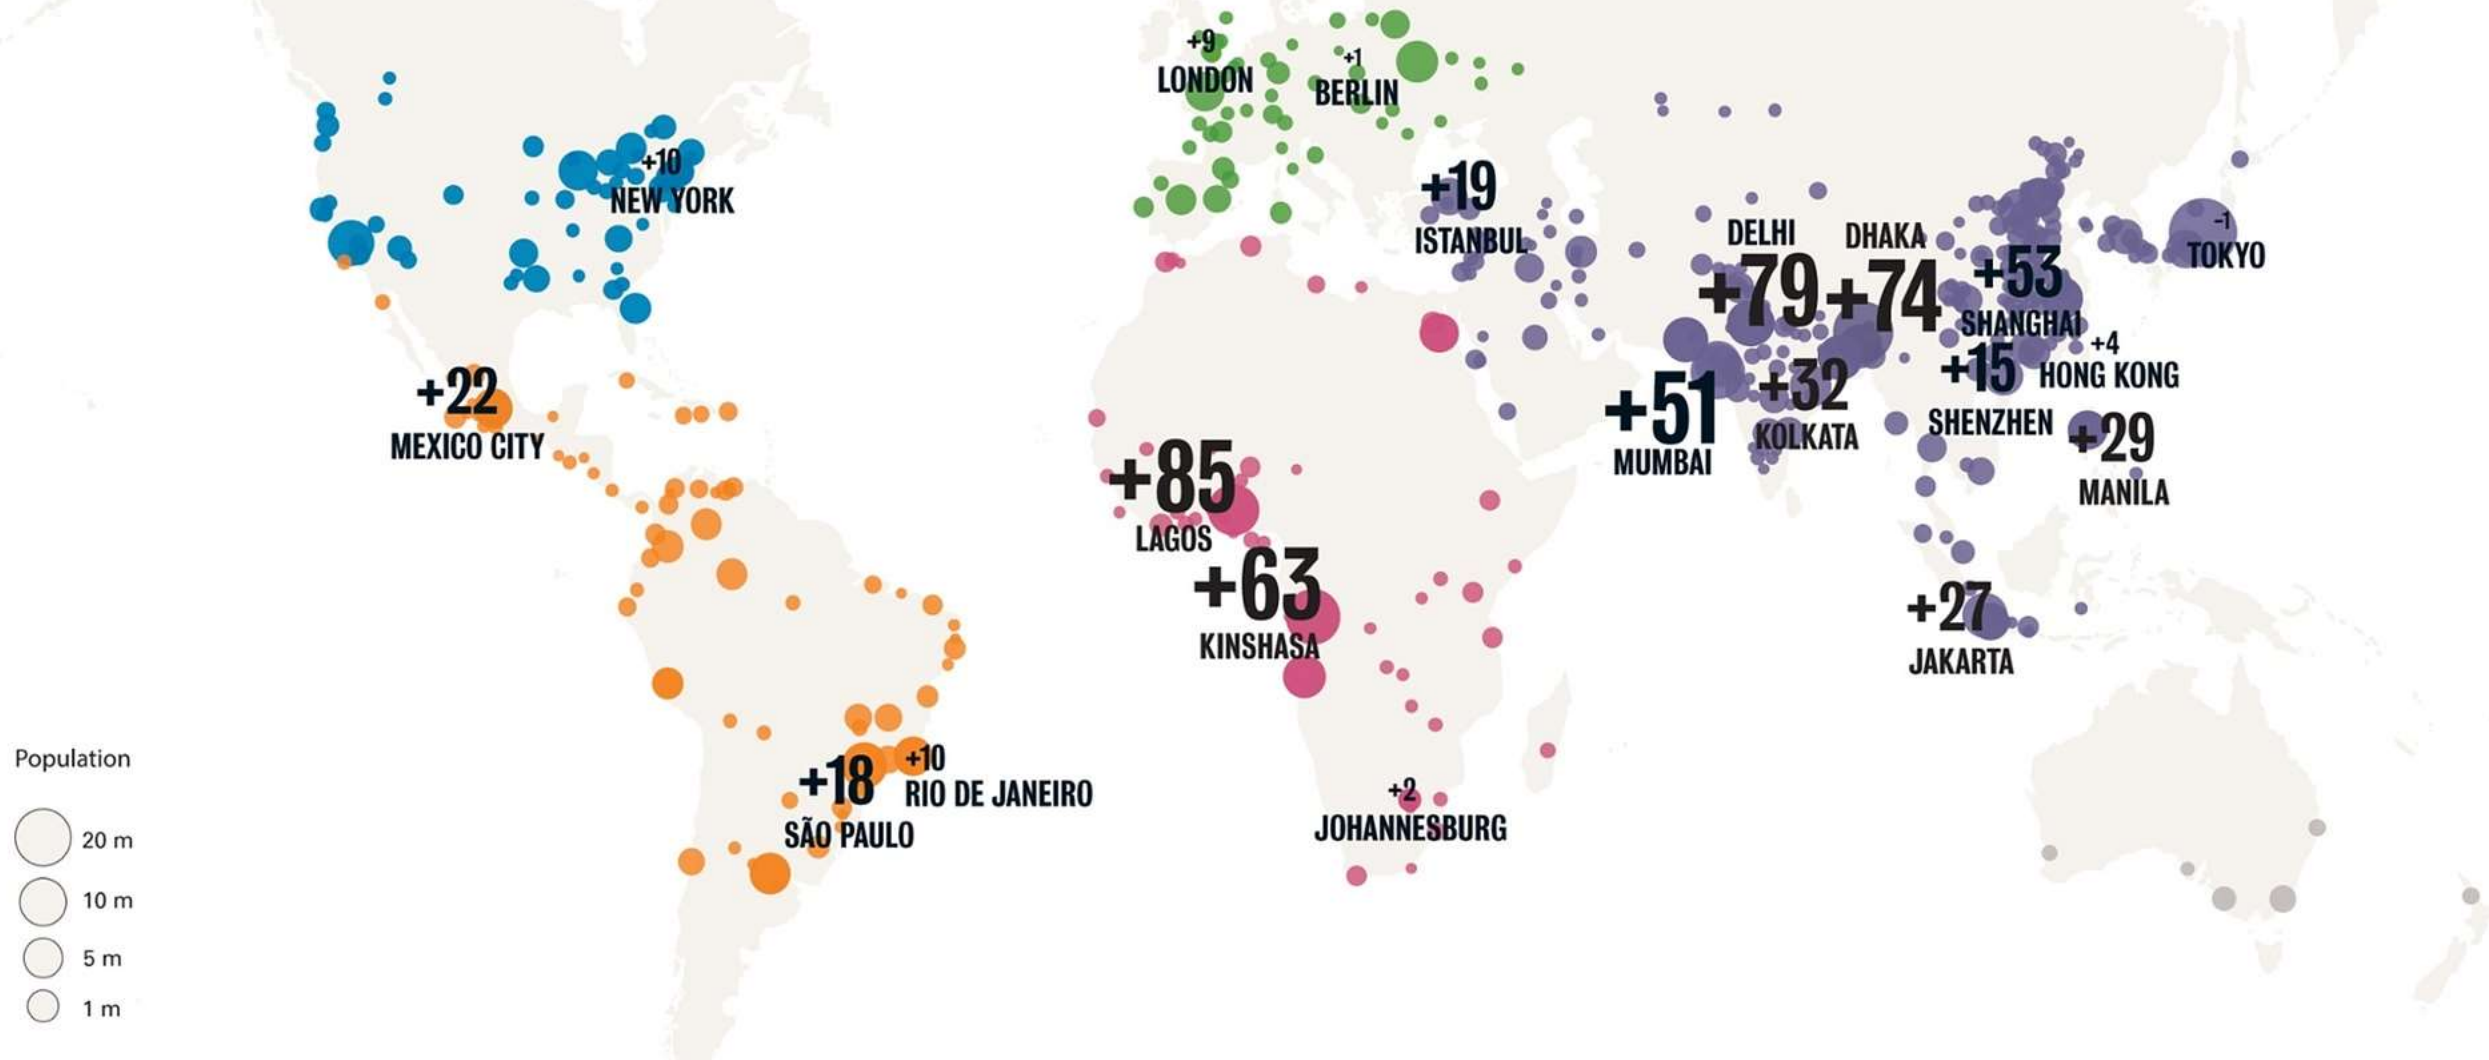 +9
LONDON
+1
BERLIN
+10
NEW YORK
+19
ISTANBUL
DELHI
+79
DHAKA
+74
+53
SHANGHAI
-1
TOKYO
+4
HONG KONG
+15
SHENZHEN
+22
MEXICO CITY
+51
MUMBAI
+32
KOLKATA
+29
MANILA
+85
LAGOS
+63
KINSHASA
+27
JAKARTA
+18
SÃO PAULO
+10
RIO DE JANEIRO
+2
JOHANNESBURG
Population
20 m
10 m
5 m
1 m